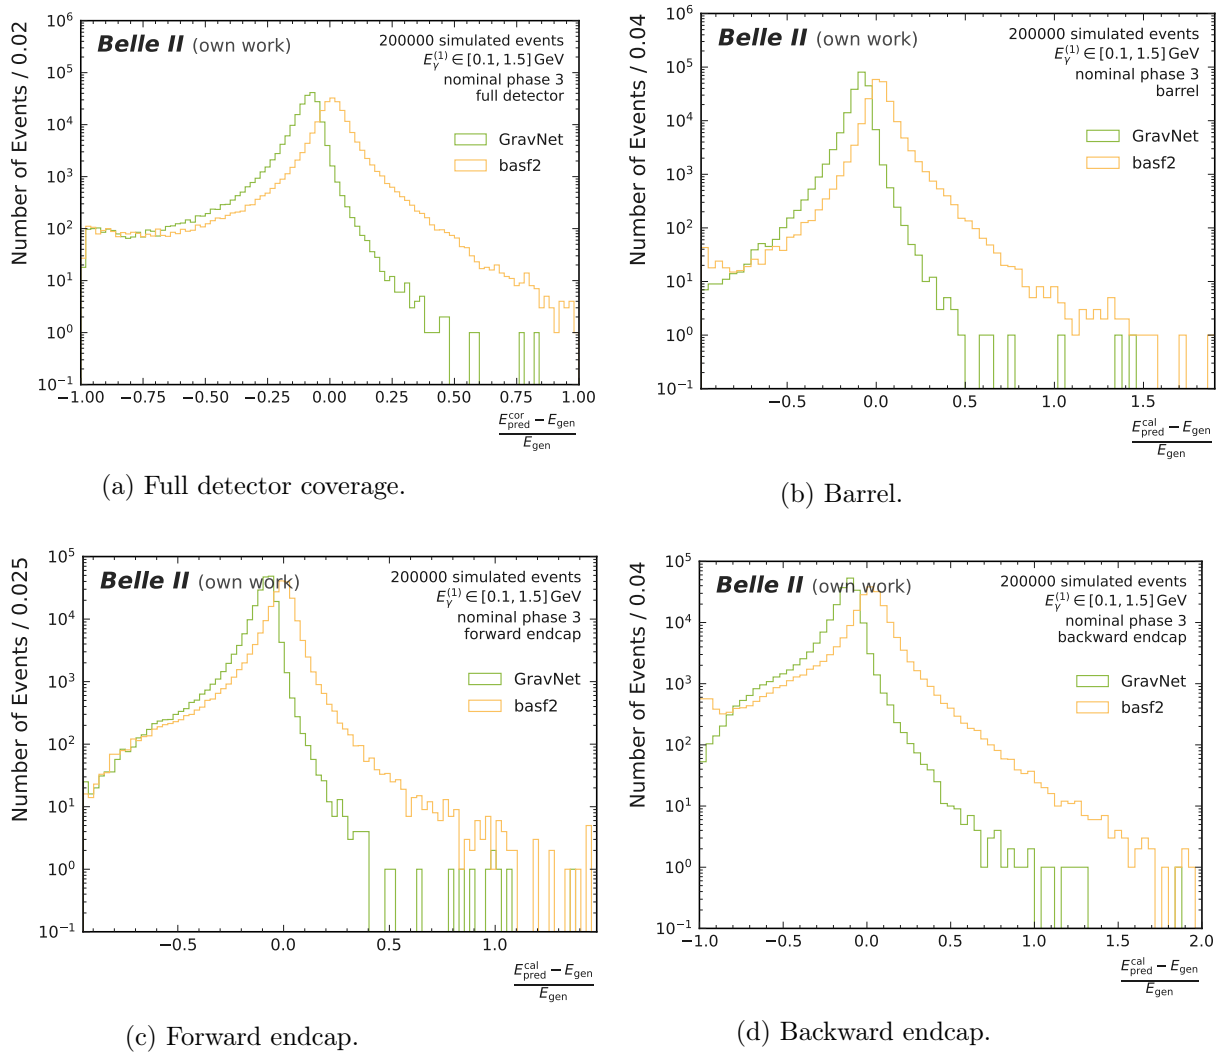 Belle II (own work)
200000 simulated events
E_γ^(1) ∈ [0.1, 1.5] GeV
nominal phase 3
full detector
GravNet
basf2
Number of Events / 0.02
10^6
10^5
10^4
10^3
10^2
10^1
10^0
10^−1
−1.00 −0.75 −0.50 −0.25 0.00 0.25 0.50 0.75 1.00
E_pred^cor − E_gen
E_gen
(a) Full detector coverage.
Belle II (own work)
200000 simulated events
E_γ^(1) ∈ [0.1, 1.5] GeV
nominal phase 3
barrel
GravNet
basf2
Number of Events / 0.04
10^6
10^5
10^4
10^3
10^2
10^1
10^0
10^−1
−0.5 0.0 0.5 1.0 1.5
E_pred^cal − E_gen
E_gen
(b) Barrel.
Belle II (own work)
200000 simulated events
E_γ^(1) ∈ [0.1, 1.5] GeV
nominal phase 3
forward endcap
GravNet
basf2
Number of Events / 0.025
10^5
10^4
10^3
10^2
10^1
10^0
10^−1
−0.5 0.0 0.5 1.0
E_pred^cal − E_gen
E_gen
(c) Forward endcap.
Belle II (own work)
200000 simulated events
E_γ^(1) ∈ [0.1, 1.5] GeV
nominal phase 3
backward endcap
GravNet
basf2
Number of Events / 0.04
10^5
10^4
10^3
10^2
10^1
10^0
10^−1
−1.0 −0.5 0.0 0.5 1.0 1.5 2.0
E_pred^cal − E_gen
E_gen
(d) Backward endcap.